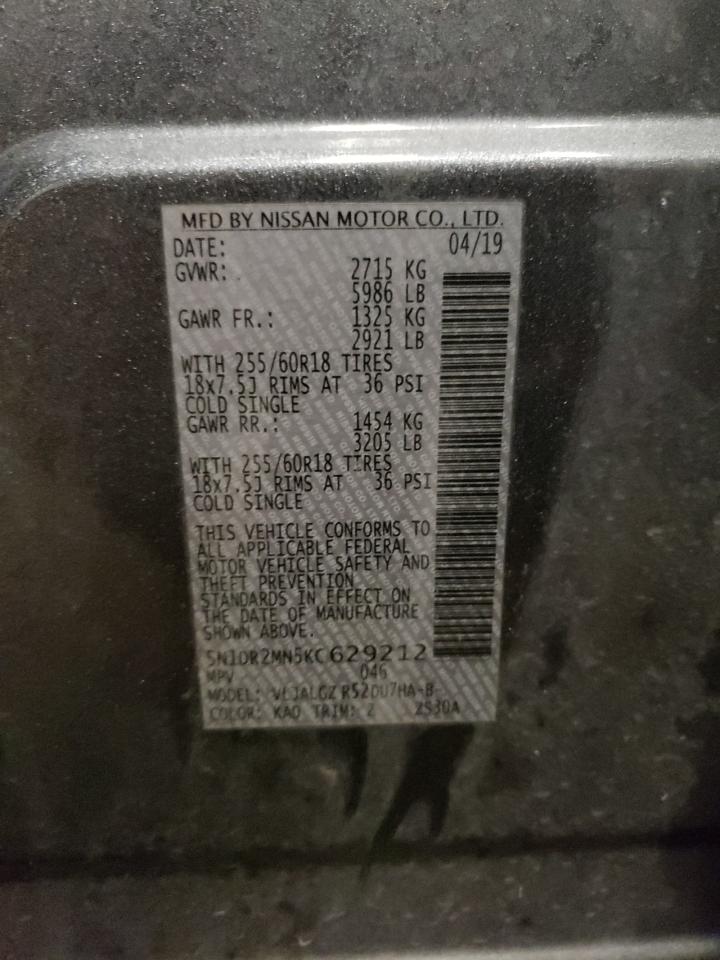 MFD BY NISSAN MOTOR CO., LTD.
DATE: 04/19
GVWR: 2715 KG
5986 LB
GAWR FR.: 1325 KG
2921 LB
WITH 255/60R18 TIRES
18x7.5J RIMS AT 36 PSI
COLD SINGLE
GAWR RR.: 1454 KG
3205 LB
WITH 255/60R18 TIRES
18x7.5J RIMS AT 36 PSI
COLD SINGLE
THIS VEHICLE CONFORMS TO
ALL APPLICABLE FEDERAL
MOTOR VEHICLE SAFETY AND
THEFT PREVENTION
STANDARDS IN EFFECT ON
THE DATE OF MANUFACTURE
SHOWN ABOVE.
5N1DR2MN5KC629212
MPV 046
MODEL:
COLOR: KAD TRIM: